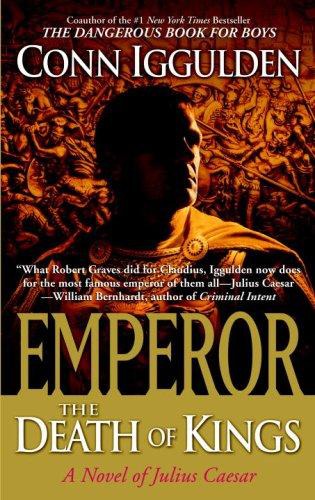 Coauthor of the #1 New York Times Bestseller
THE DANGEROUS BOOK FOR BOYS
CONN IGGULDEN
“What Robert Graves did for Claudius, Iggulden now does
for the most famous emperor of them all—Julius Caesar
—William Bernhardt, author of Criminal Intent
EMPEROR
THE
DEATH OF KINGS
A Novel of Julius Caesar